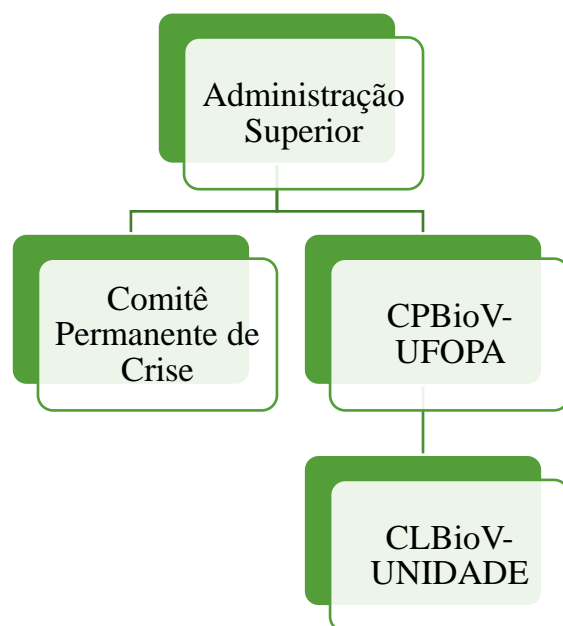 Administração
Superior
Comitê
Permanente de
Crise
CPBioV-
UFOPA
CLBioV-
UNIDADE